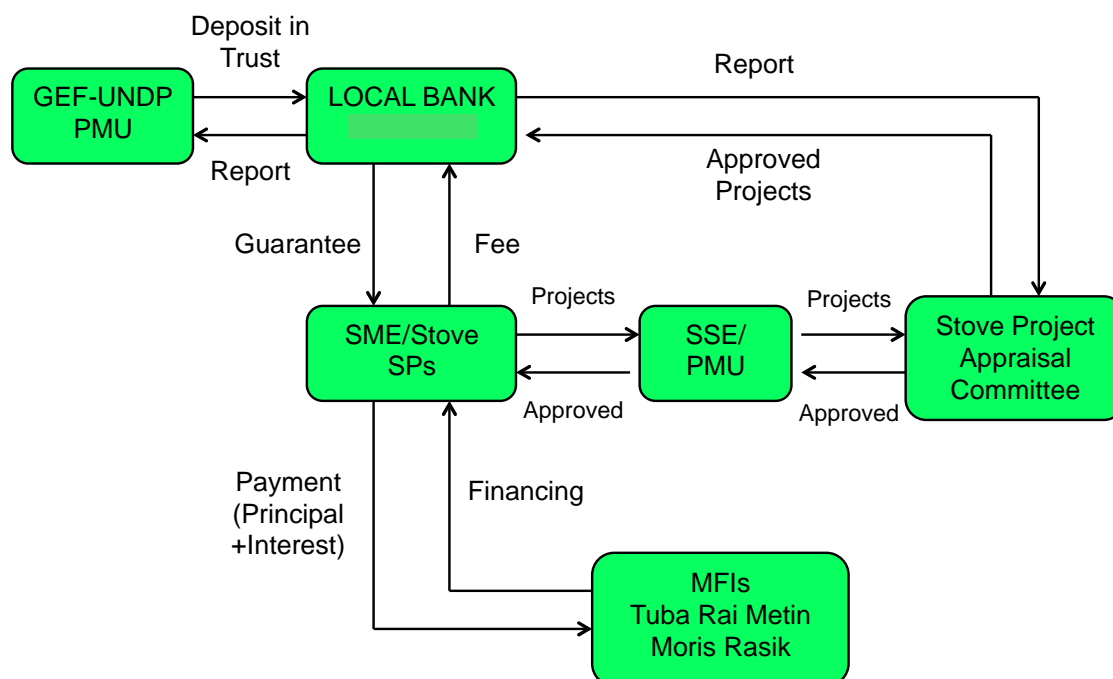 Deposit in
Trust
GEF-UNDP
PMU
LOCAL BANK
Report
Report
Approved
Projects
Guarantee
Fee
Projects
Projects
SME/Stove
SPs
SSE/
PMU
Stove Project
Appraisal
Committee
Approved
Approved
Payment
(Principal
+Interest)
Financing
MFIs
Tuba Rai Metin
Moris Rasik